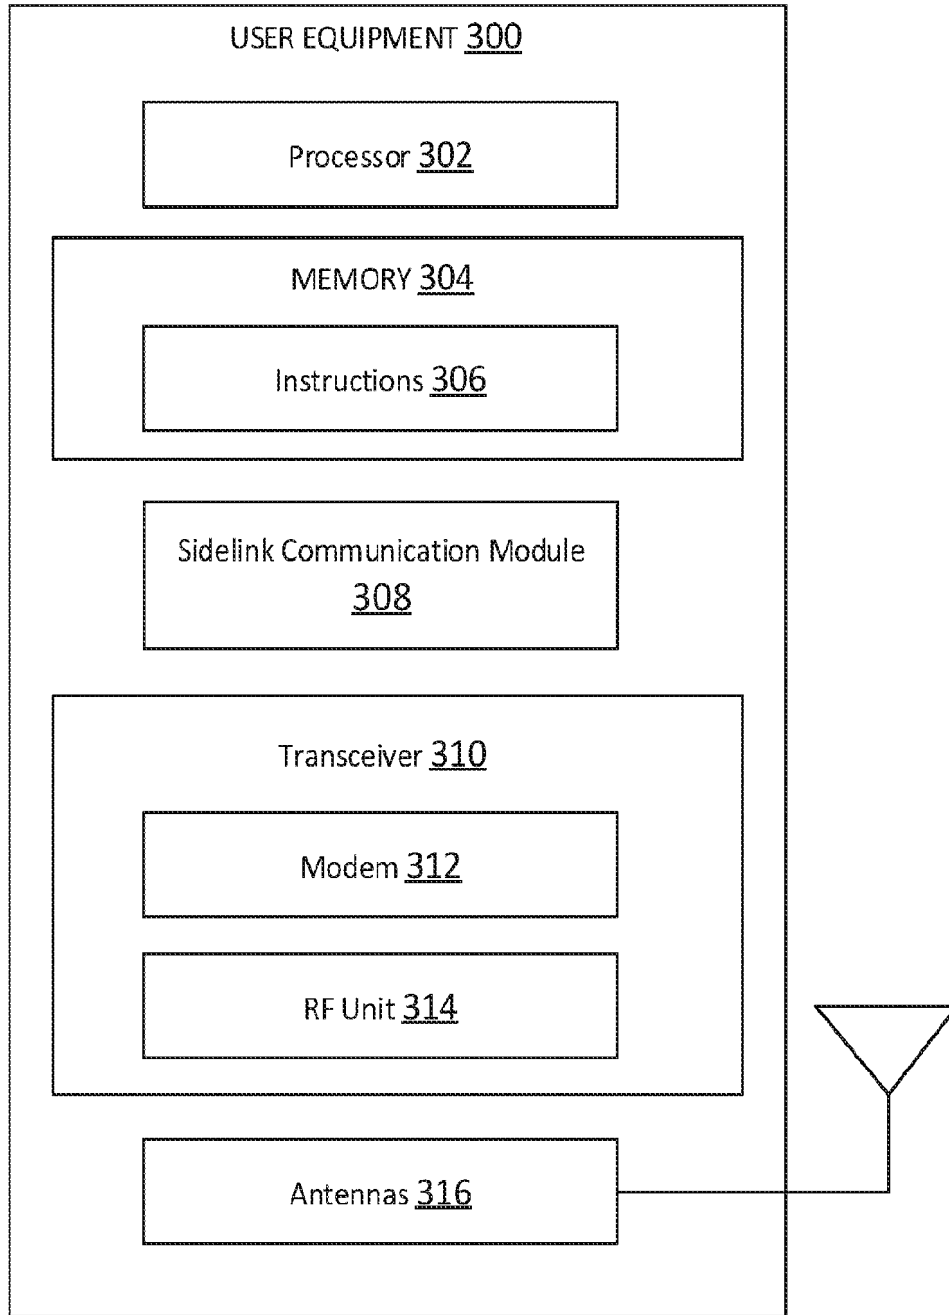 USER EQUIPMENT 300
Processor 302
MEMORY 304
Instructions 306
Sidelink Communication Module
308
Transceiver 310
Modem 312
RF Unit 314
Antennas 316